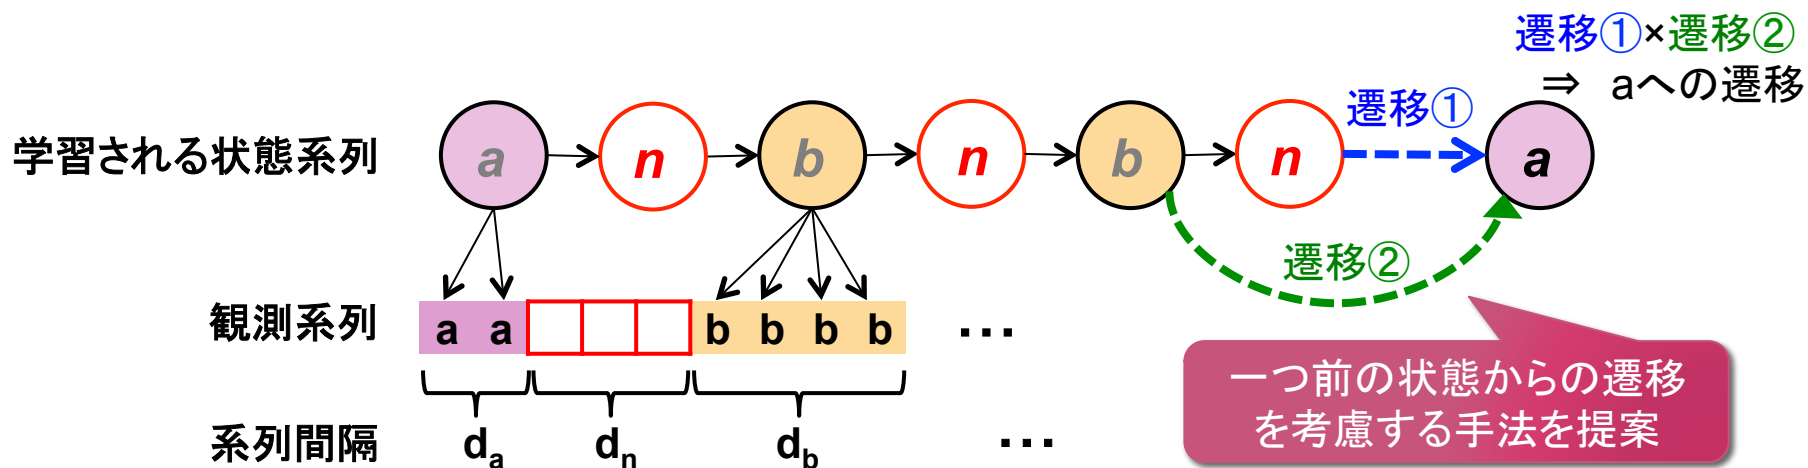 遷移①×遷移②
⇒ aへの遷移
遷移①
学習される状態系列
a n b n b n a
遷移②
観測系列
a a b b b b …
一つ前の状態からの遷移
を考慮する手法を提案
系列間隔
da dn db …